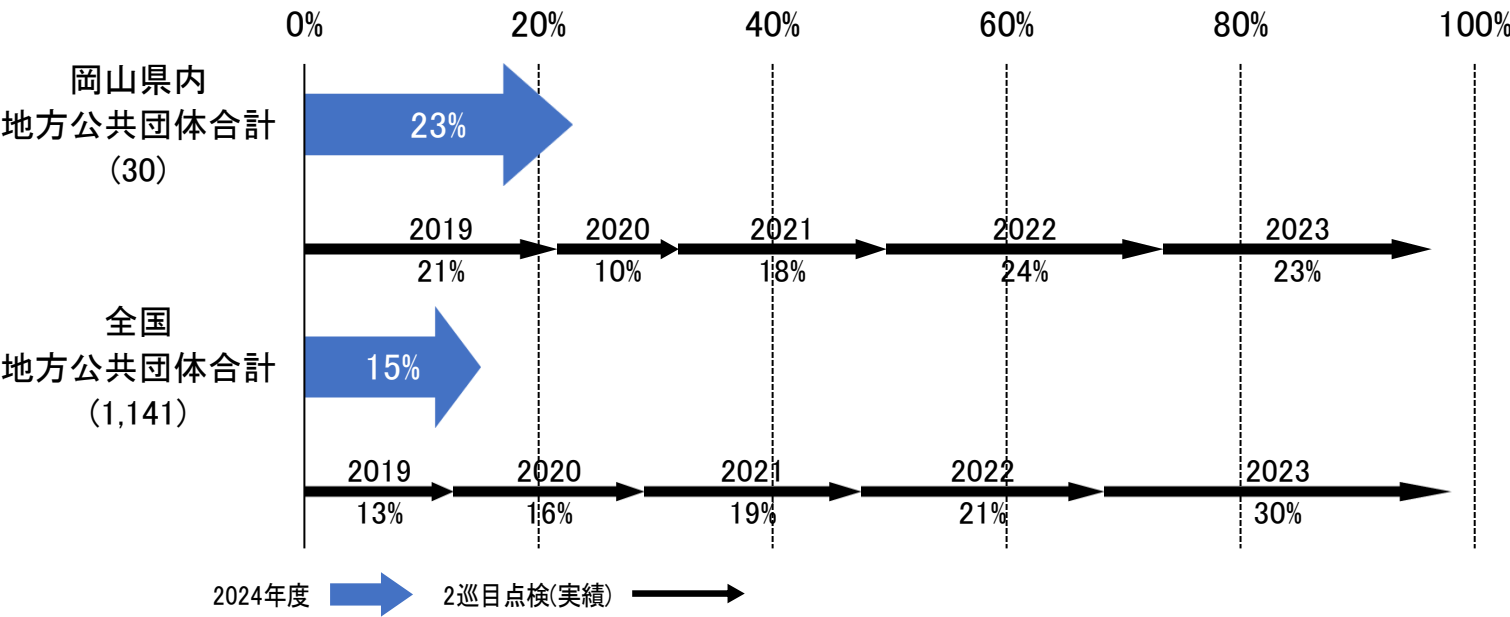 0% 20% 40% 60% 80% 100%
岡山県内
地方公共団体合計
(30)
23%
2019 2020 2021 2022 2023
21% 10% 18% 24% 23%
全国
地方公共団体合計
(1,141)
15%
2019 2020 2021 2022 2023
13% 16% 19% 21% 30%
2024年度 2巡目点検(実績)